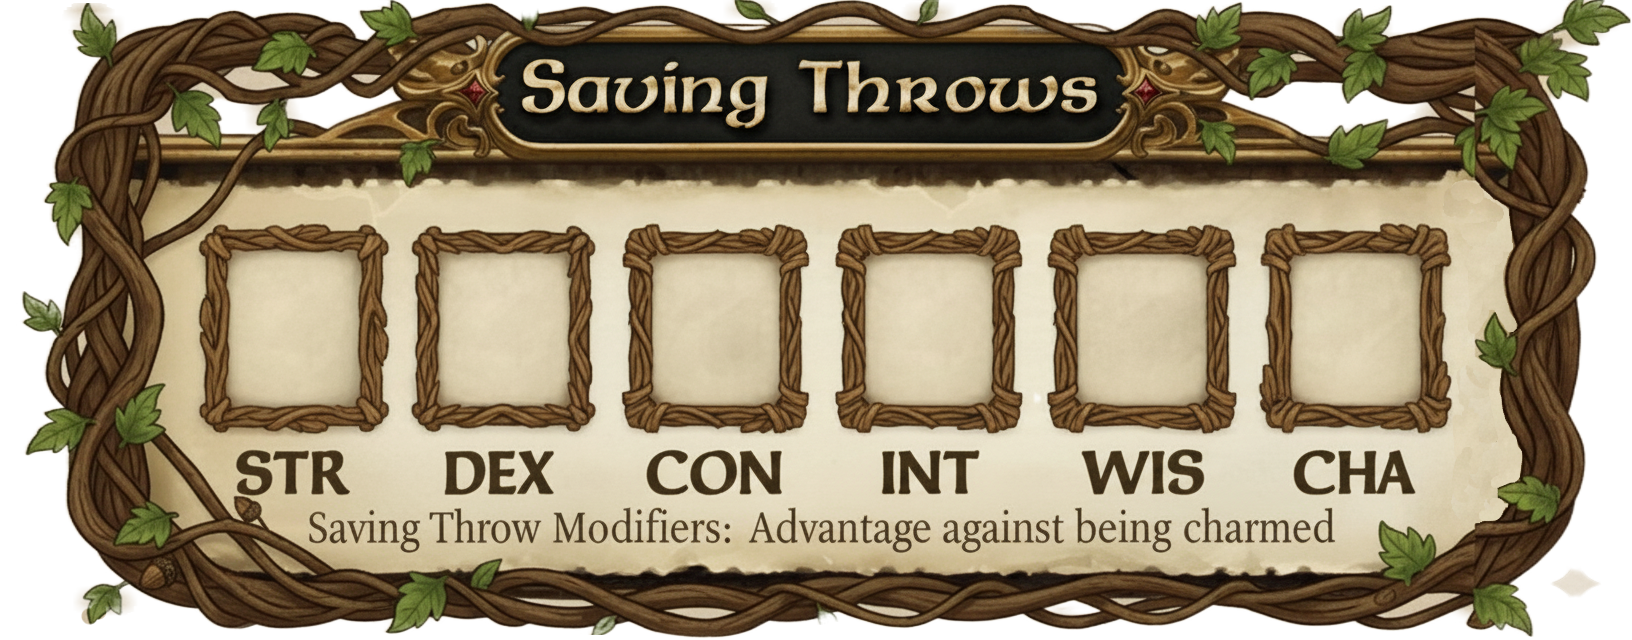 Saving Throws
STR DEX CON INT WIS CHA
Saving Throw Modifiers: Advantage against being charmed